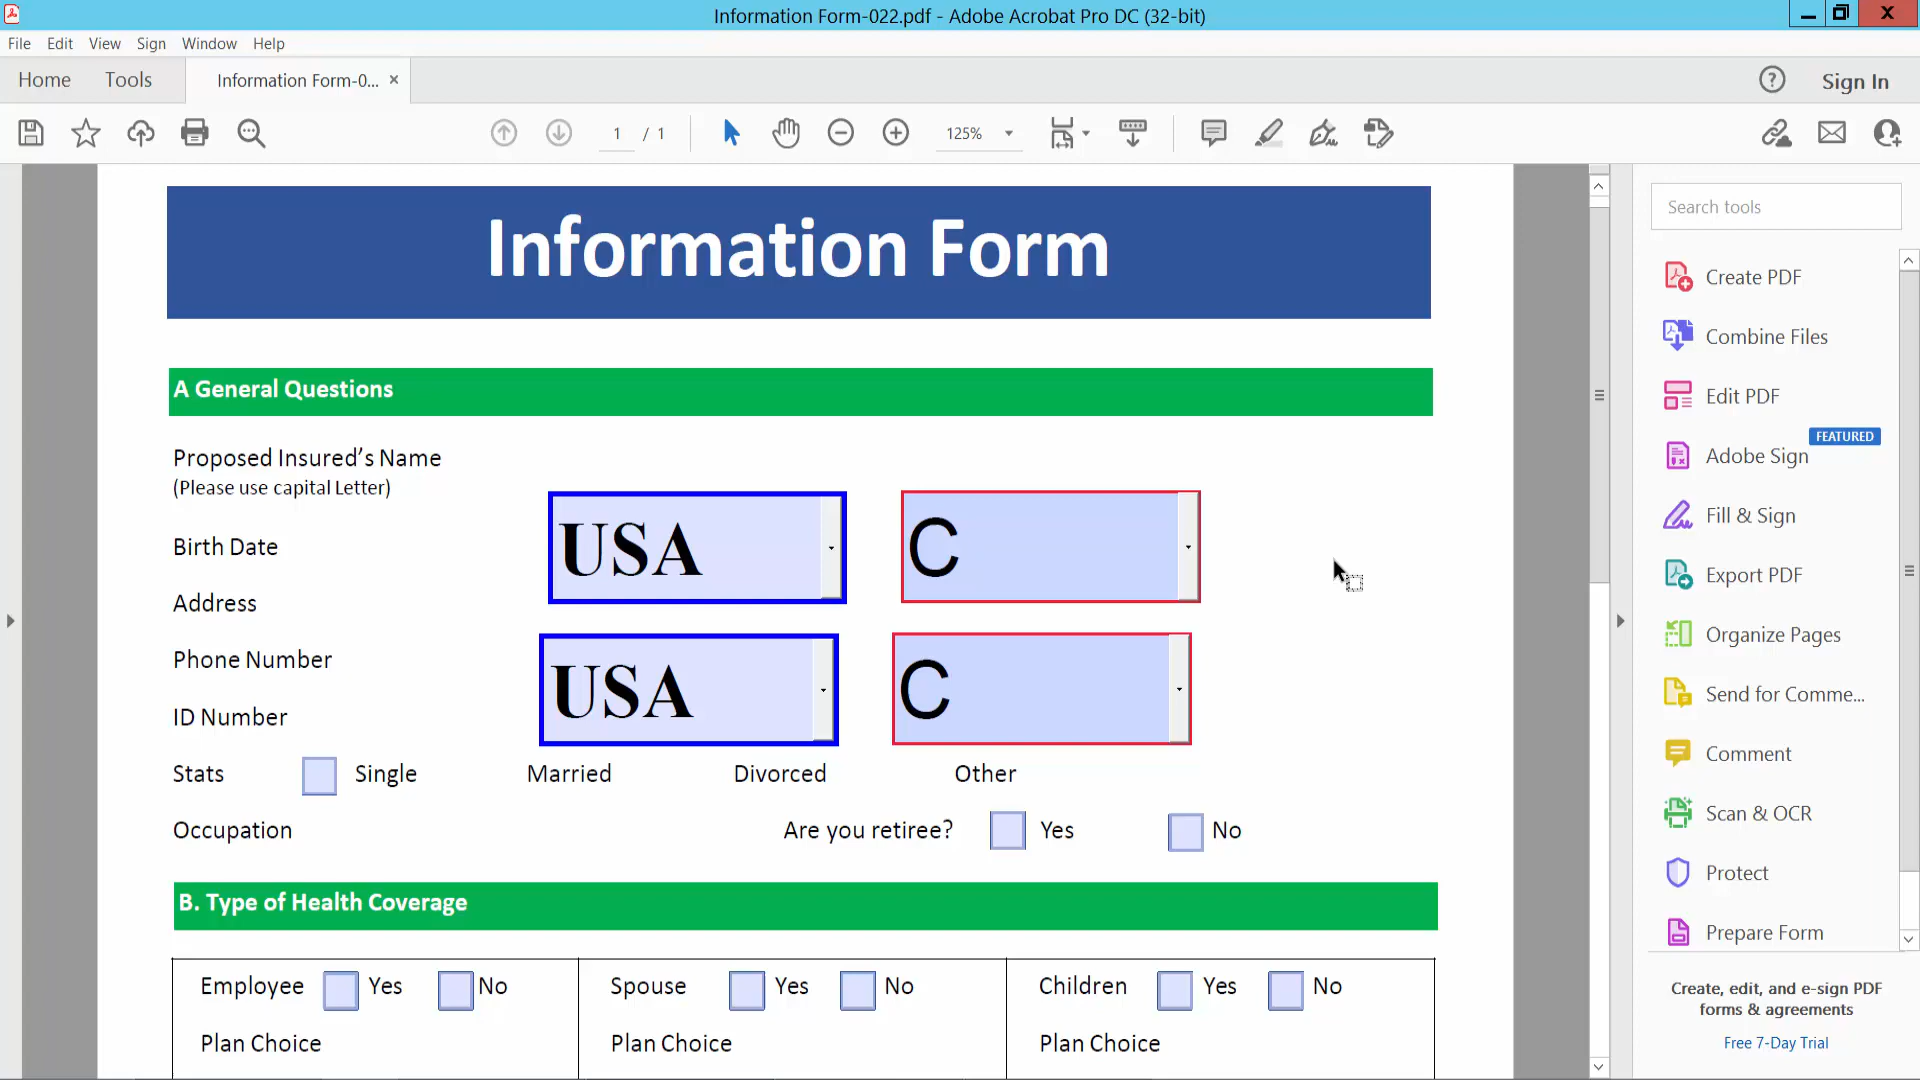 Information Form-022.pdf - Adobe Acrobat Pro DC (32-bit)
X
File Edit View Sign Window Help
Home Tools Information Form-0... × ? Sign In
1 / 1 125%
Search tools
Create PDF
Combine Files
Edit PDF
FEATURED
Adobe Sign
Fill & Sign
Export PDF
Organize Pages
Send for Comme...
Comment
Scan & OCR
Protect
Prepare Form
Create, edit, and e-sign PDF
forms & agreements
Free 7-Day Trial
Information Form
A General Questions
Proposed Insured’s Name
(Please use capital Letter)
Birth Date USA C
Address
Phone Number USA C
ID Number
Stats Single Married Divorced Other
Occupation Are you retiree? Yes No
B. Type of Health Coverage
Employee Yes No Spouse Yes No Children Yes No
Plan Choice Plan Choice Plan Choice